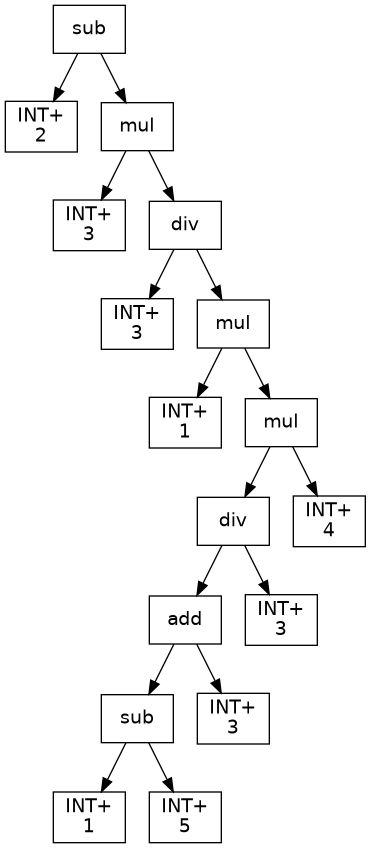 sub
INT+
2
mul
INT+
3
div
INT+
3
mul
INT+
1
mul
div
INT+
4
add
INT+
3
sub
INT+
3
INT+
1
INT+
5